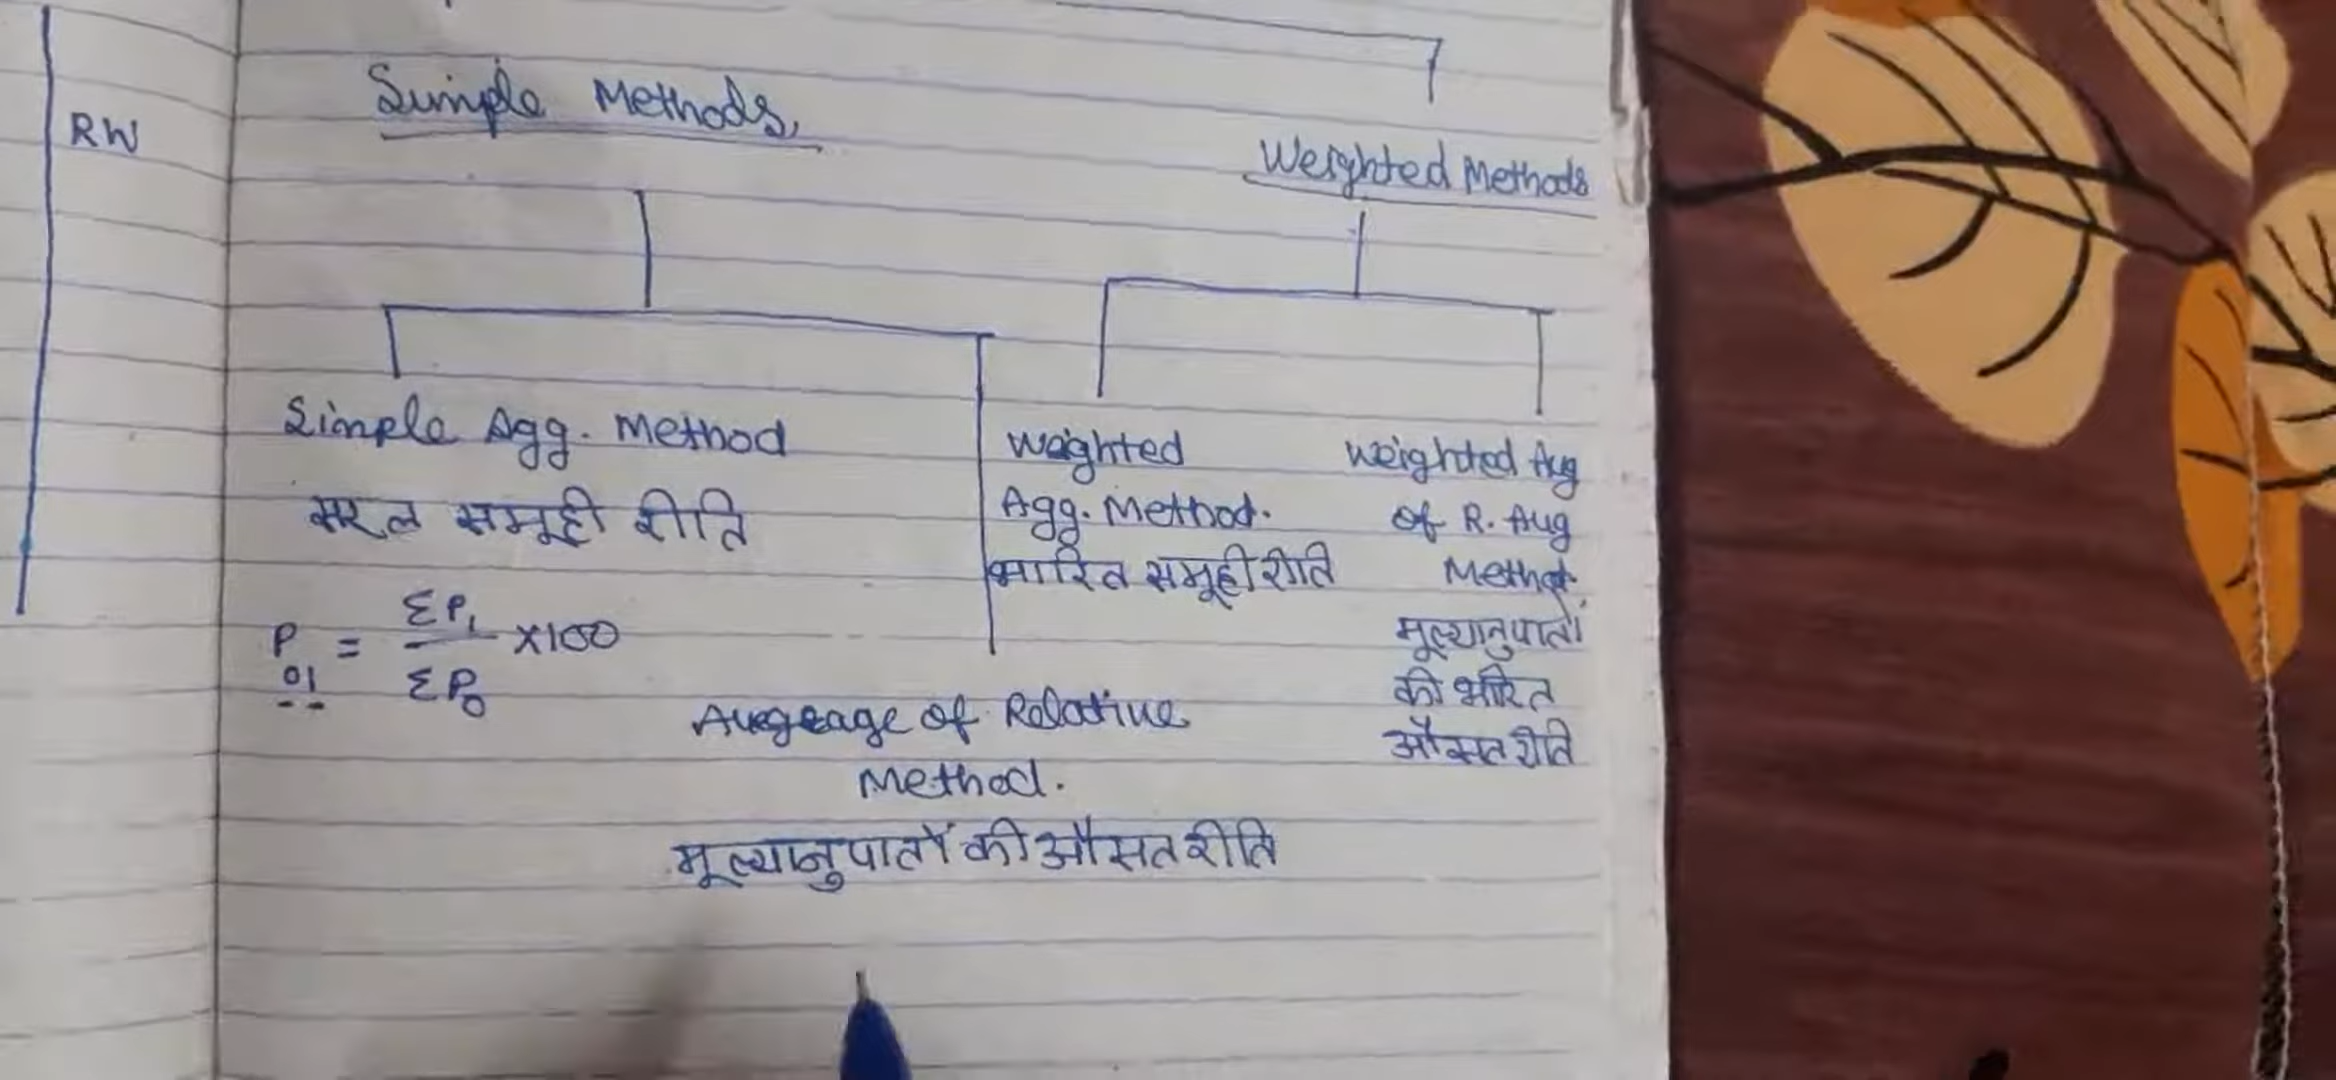 RW
Simple Methods,
Weighted Methods
Simple Agg. Method
सरल समूही रीति
P01 = ΣP1 / ΣP0 ×100
Weighted
Agg. Method.
भारित समूही रीति
Weighted Avg
of R. Avg
Method.
मूल्यानुपातों
की भारित
औसत रीति
Avgerage of Relative
Method.
मूल्यानुपातों की औसत रीति